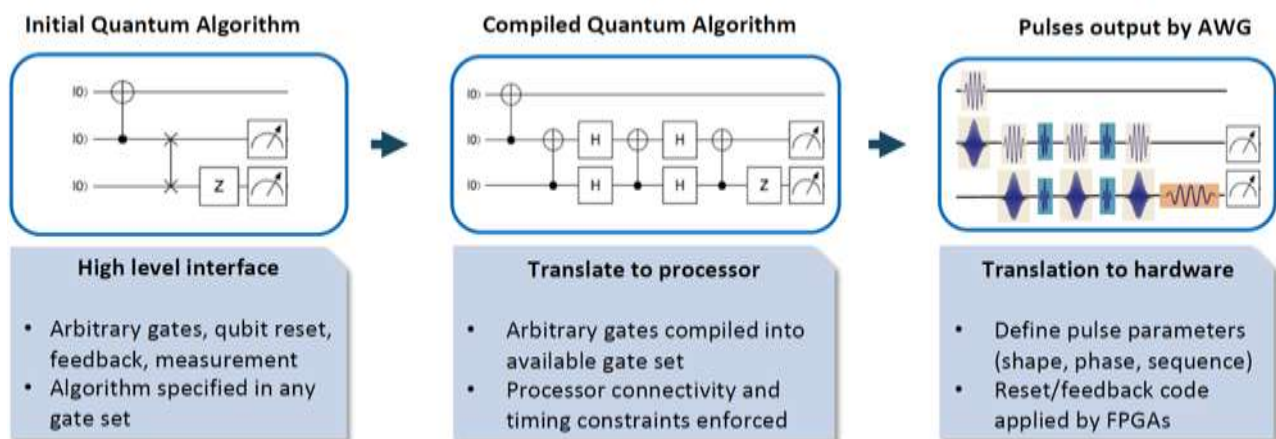 Initial Quantum Algorithm
Compiled Quantum Algorithm
Pulses output by AWG
|0⟩
|0⟩
|0⟩
Z
|0⟩
|0⟩
|0⟩
H
H
H
H
Z
High level interface
• Arbitrary gates, qubit reset,
feedback, measurement
• Algorithm specified in any
gate set
Translate to processor
• Arbitrary gates compiled into
available gate set
• Processor connectivity and
timing constraints enforced
Translation to hardware
• Define pulse parameters
(shape, phase, sequence)
• Reset/feedback code
applied by FPGAs